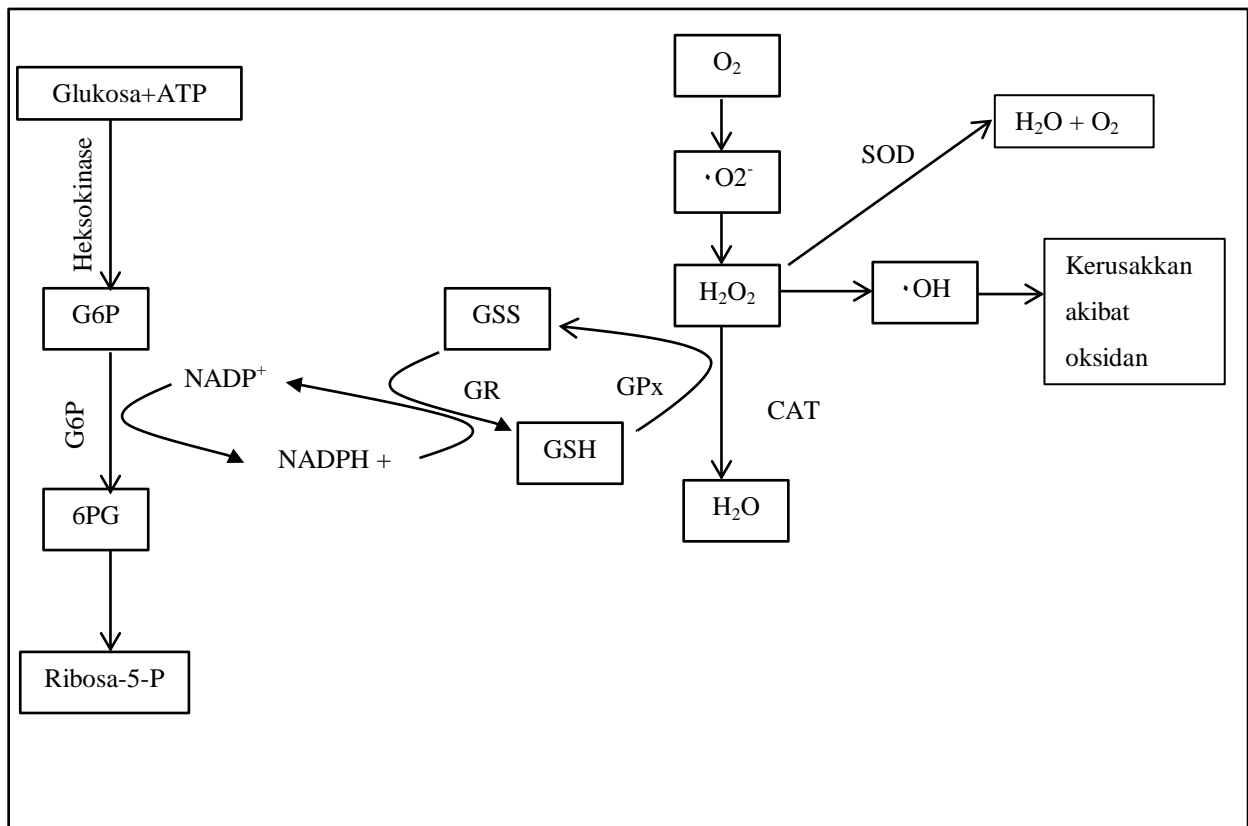 Glukosa+ATP
Heksokinase
G6P
G6P
6PG
Ribosa-5-P
NADP⁺
NADPH +
GSS
GR
GSH
GPx
O₂
·O2⁻
H₂O₂
CAT
H₂O
SOD
H₂O + O₂
·OH
Kerusakkan
akibat
oksidan